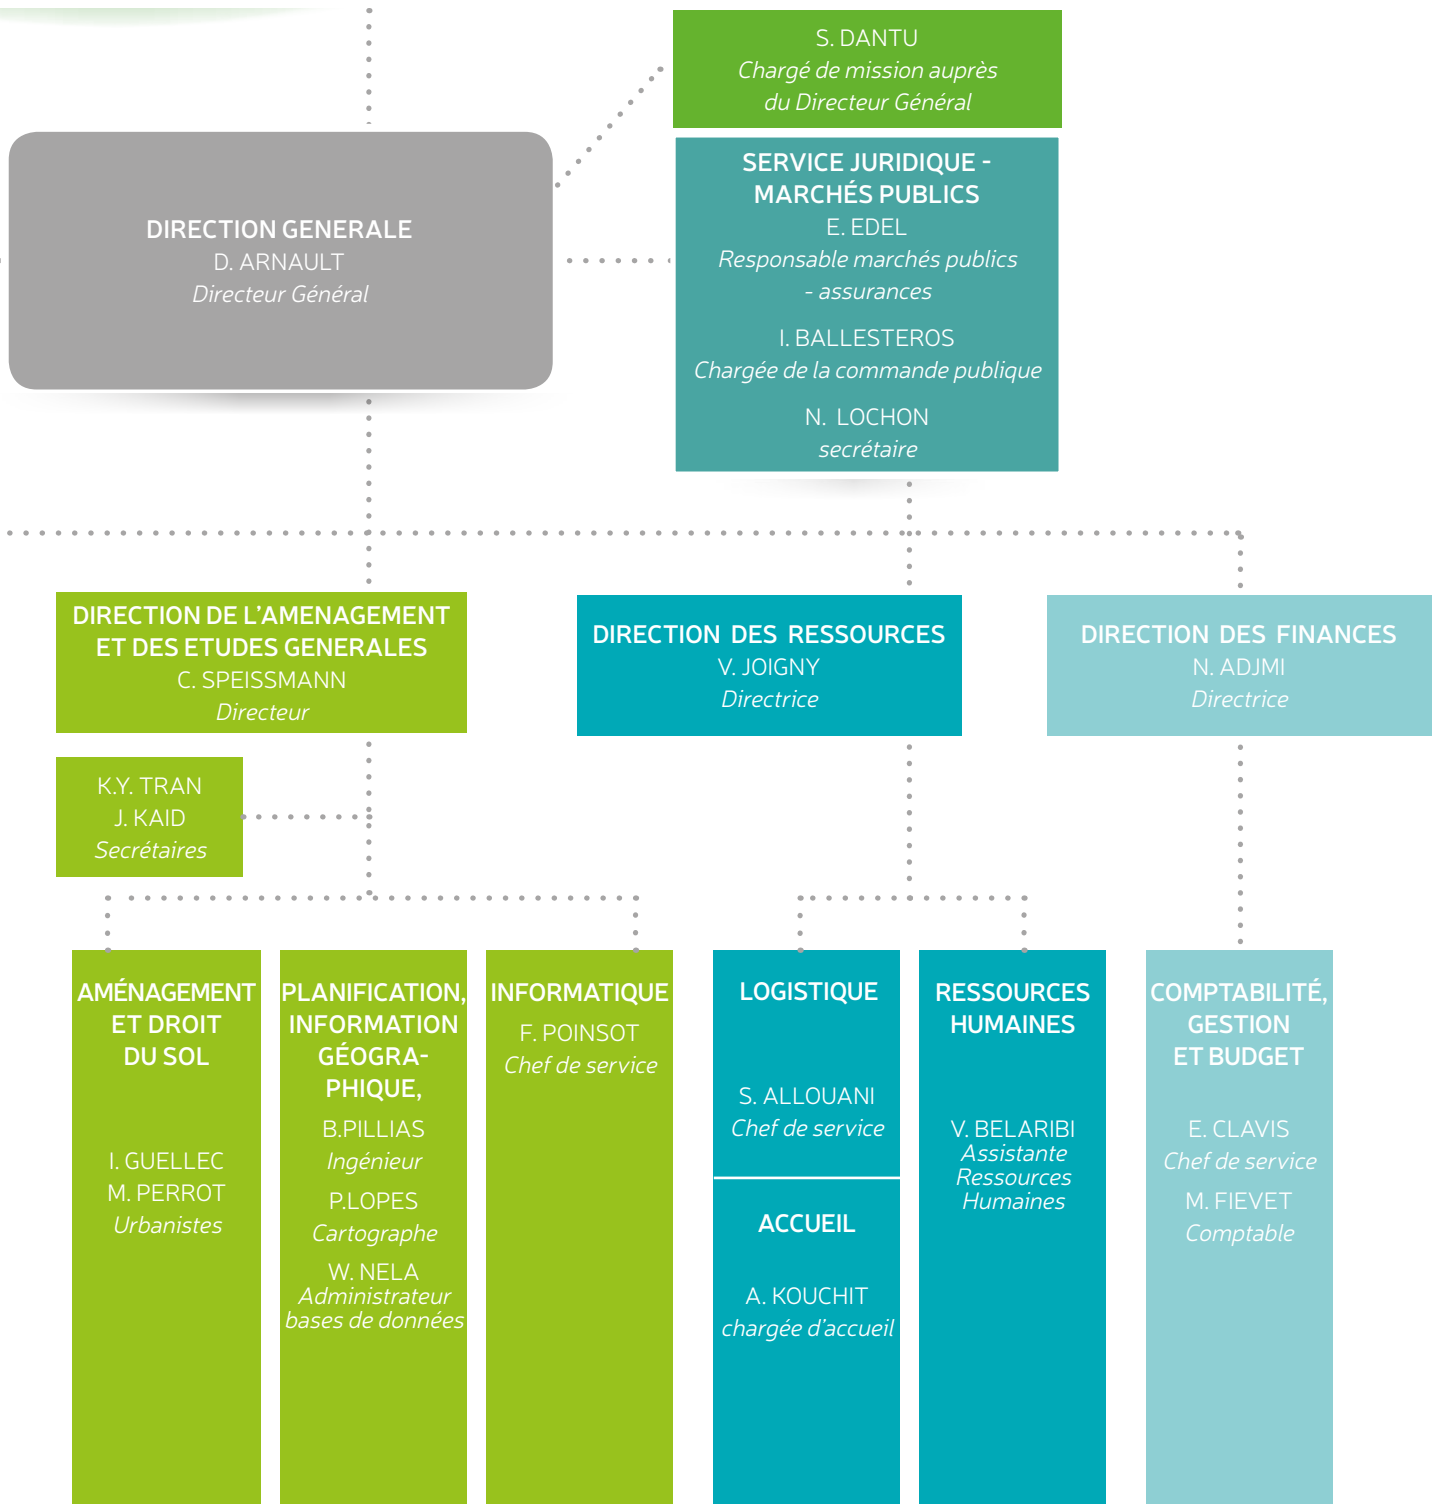 S. DANTU
Chargé de mission auprès
du Directeur Général
DIRECTION GENERALE
D. ARNAULT
Directeur Général
SERVICE JURIDIQUE -
MARCHÉS PUBLICS
E. EDEL
Responsable marchés publics
- assurances
I. BALLESTEROS
Chargée de la commande publique
N. LOCHON
secrétaire
DIRECTION DE L'AMENAGEMENT
ET DES ETUDES GENERALES
C. SPEISSMANN
Directeur
DIRECTION DES RESSOURCES
V. JOIGNY
Directrice
DIRECTION DES FINANCES
N. ADJMI
Directrice
K.Y. TRAN
J. KAID
Secrétaires
AMÉNAGEMENT
ET DROIT
DU SOL
I. GUELLEC
M. PERROT
Urbanistes
PLANIFICATION,
INFORMATION
GÉOGRA-
PHIQUE,
B.PILLIAS
Ingénieur
P.LOPES
Cartographe
W. NELA
Administrateur
bases de données
INFORMATIQUE
F. POINSOT
Chef de service
LOGISTIQUE
S. ALLOUANI
Chef de service
ACCUEIL
A. KOUCHIT
chargée d'accueil
RESSOURCES
HUMAINES
V. BELARIBI
Assistante
Ressources
Humaines
COMPTABILITÉ,
GESTION
ET BUDGET
E. CLAVIS
Chef de service
M. FIEVET
Comptable